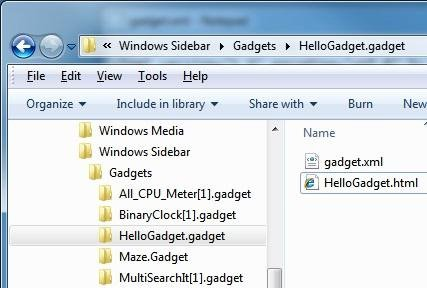 gadget.xml - Notepad
« Windows Sidebar Gadgets HelloGadget.gadget
File Edit View Tools Help
Organize Include in library Share with Burn New
Windows Media
Windows Sidebar
Gadgets
All_CPU_Meter[1].gadget
BinaryClock[1].gadget
HelloGadget.gadget
Maze.Gadget
MultiSearchIt[1].gadget
Name
gadget.xml
HelloGadget.html